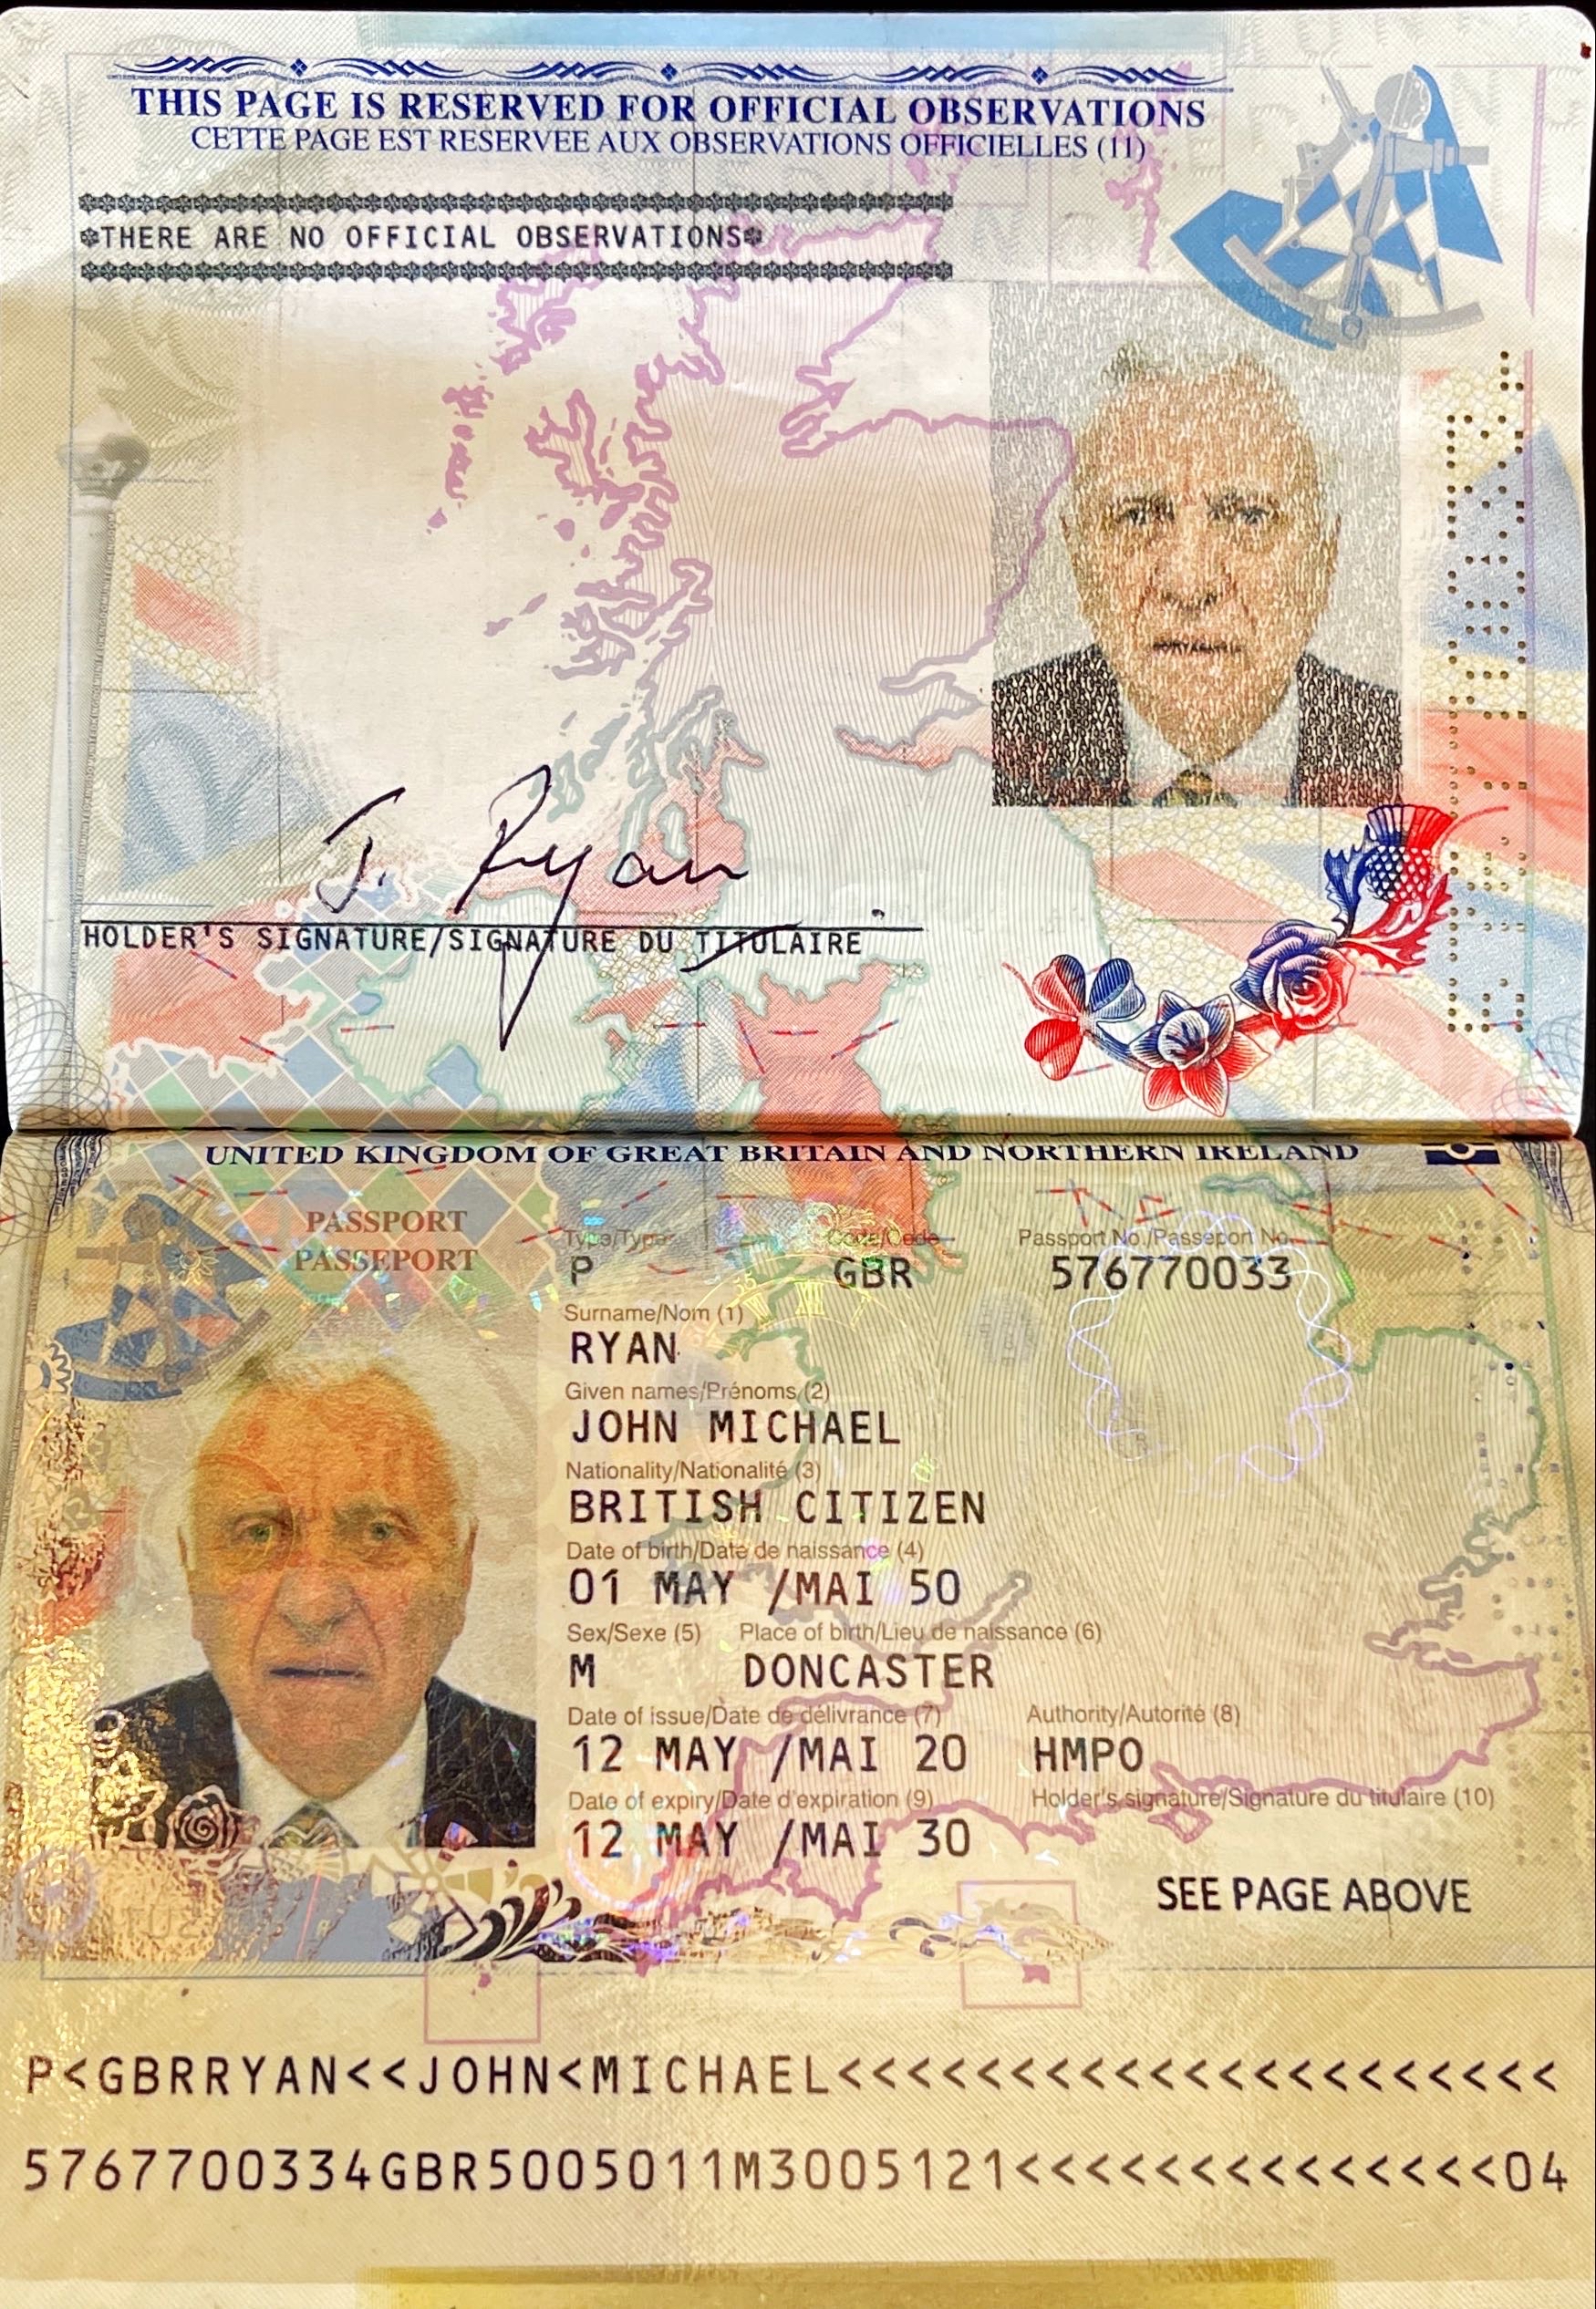 THIS PAGE IS RESERVED FOR OFFICIAL OBSERVATIONS
CETTE PAGE EST RESERVEE AUX OBSERVATIONS OFFICIELLES (11)
THERE ARE NO OFFICIAL OBSERVATIONS
J. Ryan
HOLDER'S SIGNATURE/SIGNATURE DU TITULAIRE
UNITED KINGDOM OF GREAT BRITAIN AND NORTHERN IRELAND
PASSPORT
PASSEPORT
Type/Type Code/Code Passport No./Passeport No.
P GBR 576770033
Surname/Nom (1)
RYAN
Given names/Prénoms (2)
JOHN MICHAEL
Nationality/Nationalité (3)
BRITISH CITIZEN
Date of birth/Date de naissance (4)
01 MAY /MAI 50
Sex/Sexe (5) Place of birth/Lieu de naissance (6)
M DONCASTER
Date of issue/Date de délivrance (7) Authority/Autorité (8)
12 MAY /MAI 20 HMPO
Date of expiry/Date d'expiration (9) Holder's signature/Signature du titulaire (10)
12 MAY /MAI 30
SEE PAGE ABOVE
P<GBRRYAN<<JOHN<MICHAEL<<<<<<<<<<<<<<<<<<<<<
5767700334GBR5005011M3005121<<<<<<<<<<<<<<04